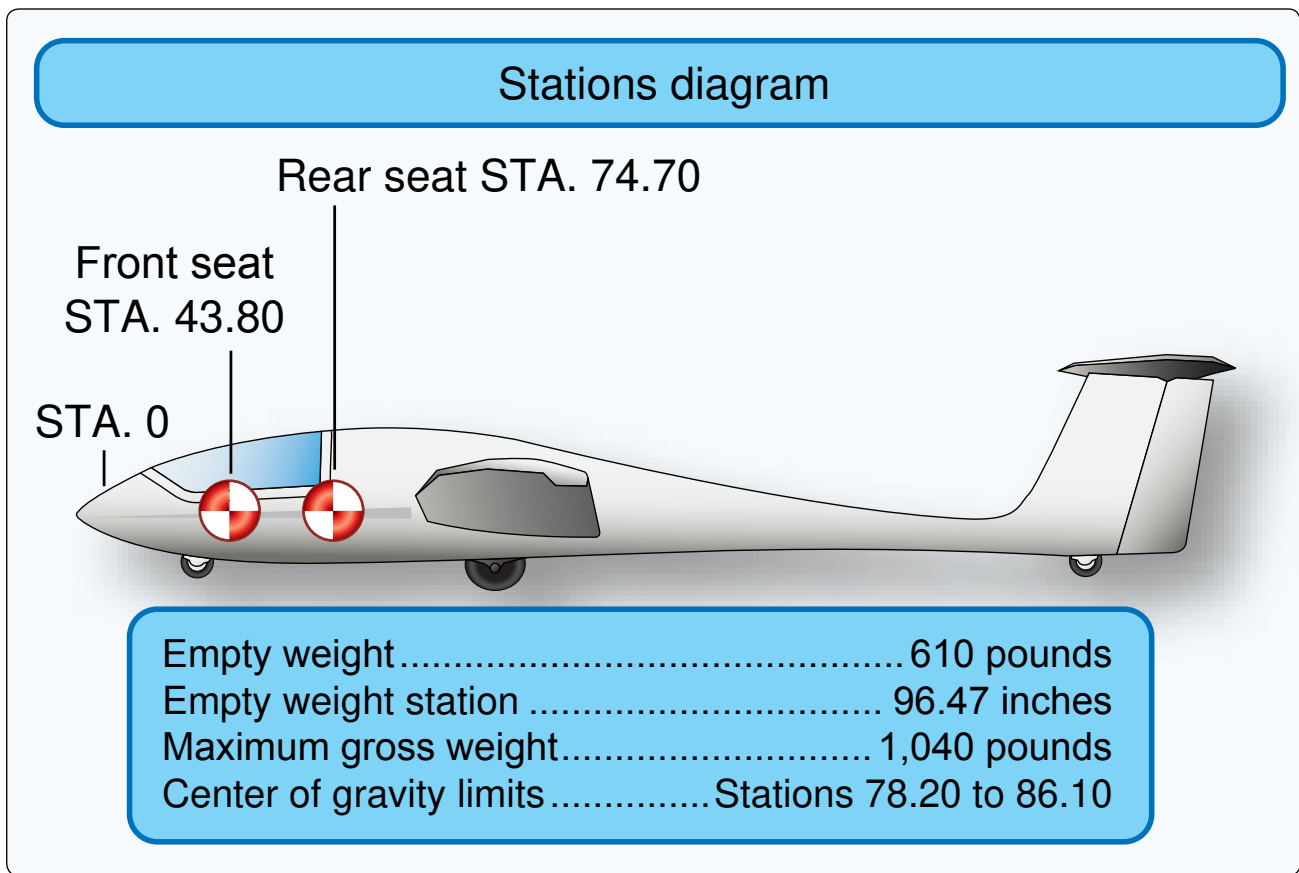 Stations diagram
Rear seat STA. 74.70
Front seat
STA. 43.80
STA. 0
Empty weight............................................... 610 pounds
Empty weight station ................................. 96.47 inches
Maximum gross weight............................. 1,040 pounds
Center of gravity limits...............Stations 78.20 to 86.10